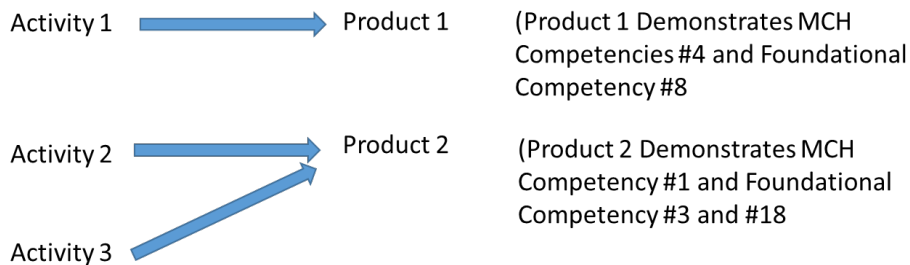 Activity 1
Product 1
(Product 1 Demonstrates MCH
Competencies #4 and Foundational
Competency #8
Activity 2
Product 2
(Product 2 Demonstrates MCH
Competency #1 and Foundational
Competency #3 and #18
Activity 3